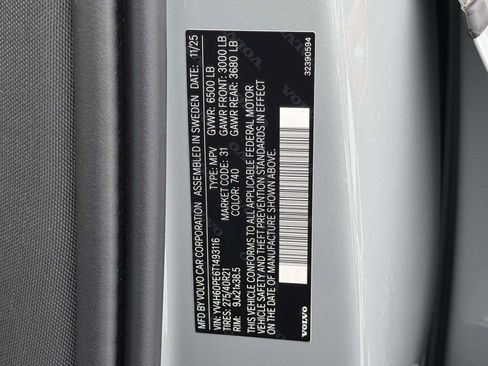 MFD. BY VOLVO CAR CORPORATION ASSEMBLED IN SWEDEN DATE: 11/25
GVWR: 6500 LB
GAWR FRONT: 3000 LB
GAWR REAR: 3680 LB
VIN: YV4H60PE6T1493116 TYPE: MPV
TIRES: 275/40R21 MARKET CODE: 31
RIM: 9Jx21x38.5 COLOR: 740
THIS VEHICLE CONFORMS TO ALL APPLICABLE FEDERAL MOTOR
VEHICLE SAFETY AND THEFT PREVENTION STANDARDS IN EFFECT
ON THE DATE OF MANUFACTURE SHOWN ABOVE.
VOLVO
32390594